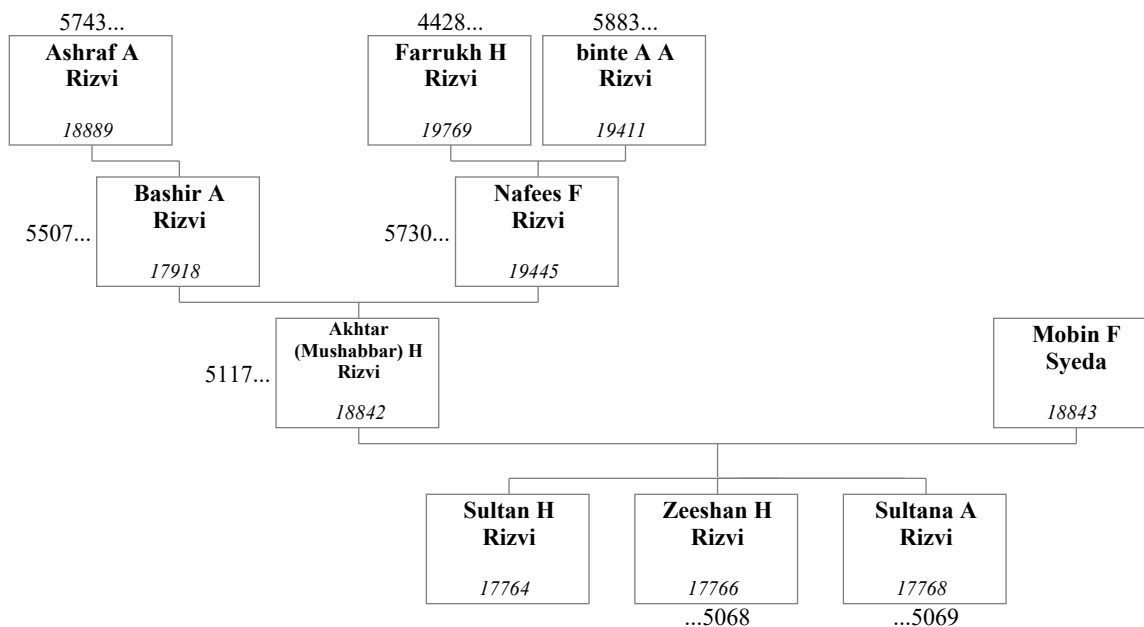 5743...
Ashraf A
Rizvi
18889
4428...
Farrukh H
Rizvi
19769
5883...
binte A A
Rizvi
19411
5507...
Bashir A
Rizvi
17918
5730...
Nafees F
Rizvi
19445
5117...
Akhtar
(Mushabbar) H
Rizvi
18842
Mobin F
Syeda
18843
Sultan H
Rizvi
17764
Zeeshan H
Rizvi
17766
...5068
Sultana A
Rizvi
17768
...5069